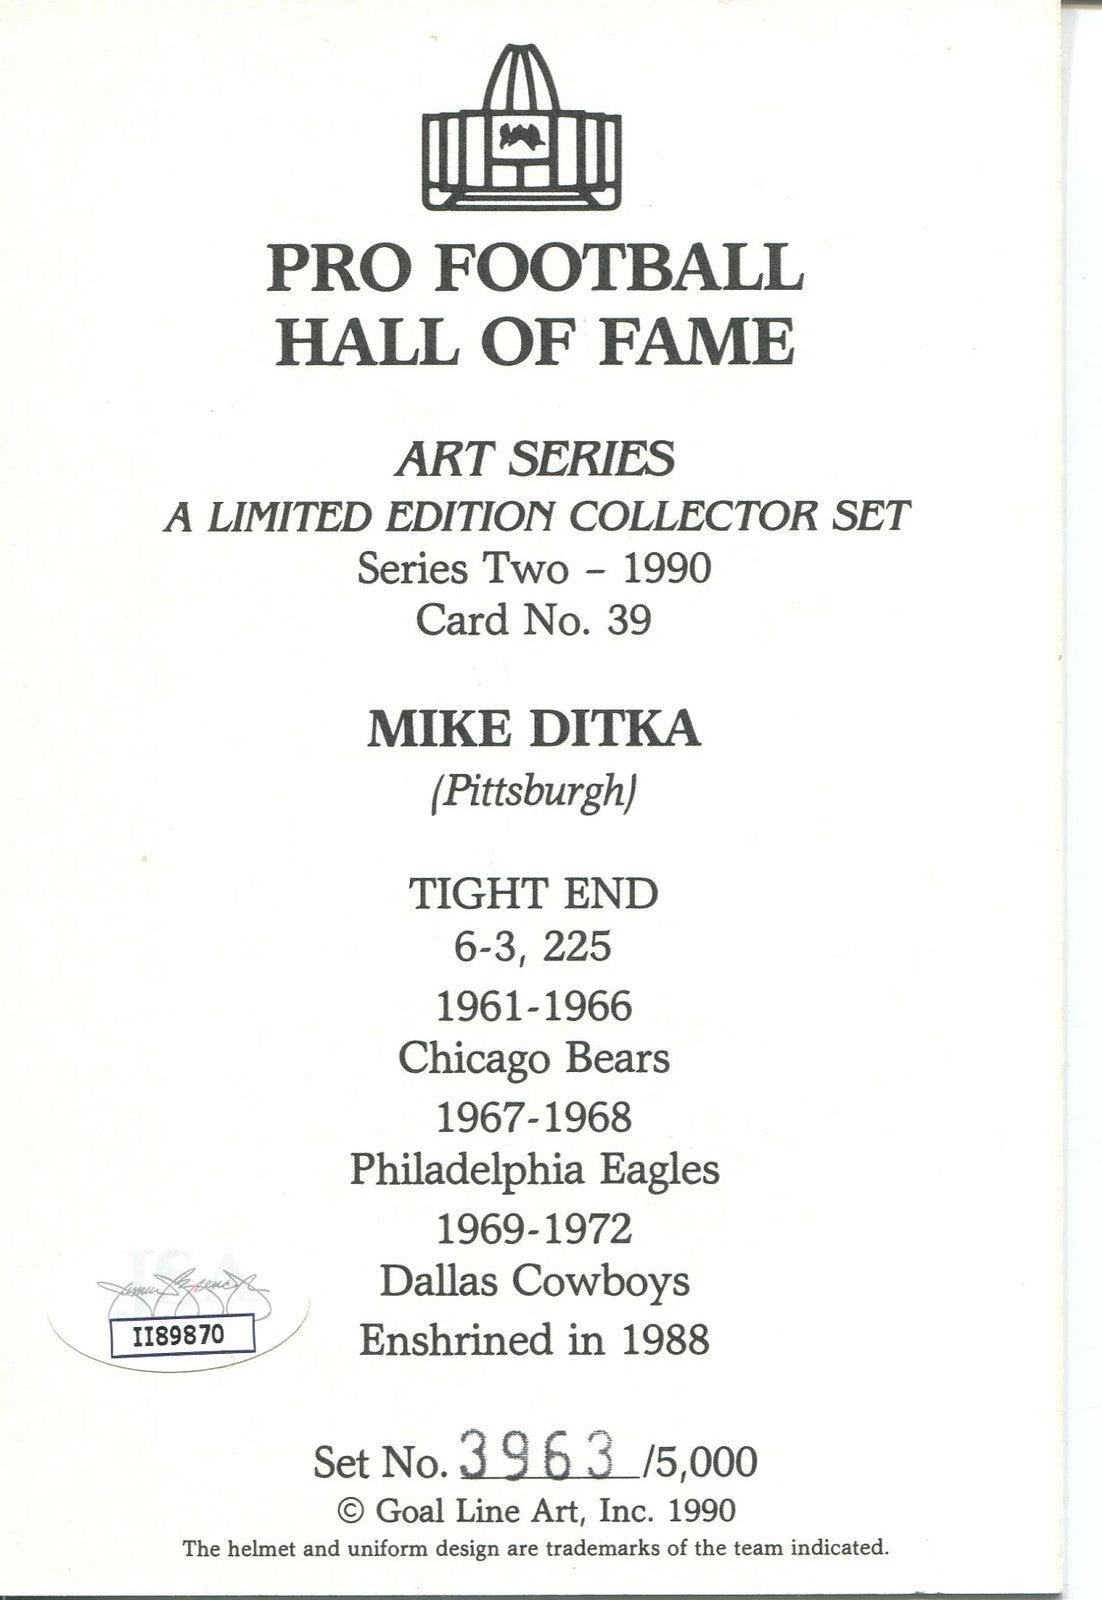 PRO FOOTBALL
HALL OF FAME
ART SERIES
A LIMITED EDITION COLLECTOR SET
Series Two – 1990
Card No. 39
MIKE DITKA
(Pittsburgh)
TIGHT END
6-3, 225
1961-1966
Chicago Bears
1967-1968
Philadelphia Eagles
1969-1972
Dallas Cowboys
Enshrined in 1988
JSA
II89870
Set No. 3963/5,000
© Goal Line Art, Inc. 1990
The helmet and uniform design are trademarks of the team indicated.